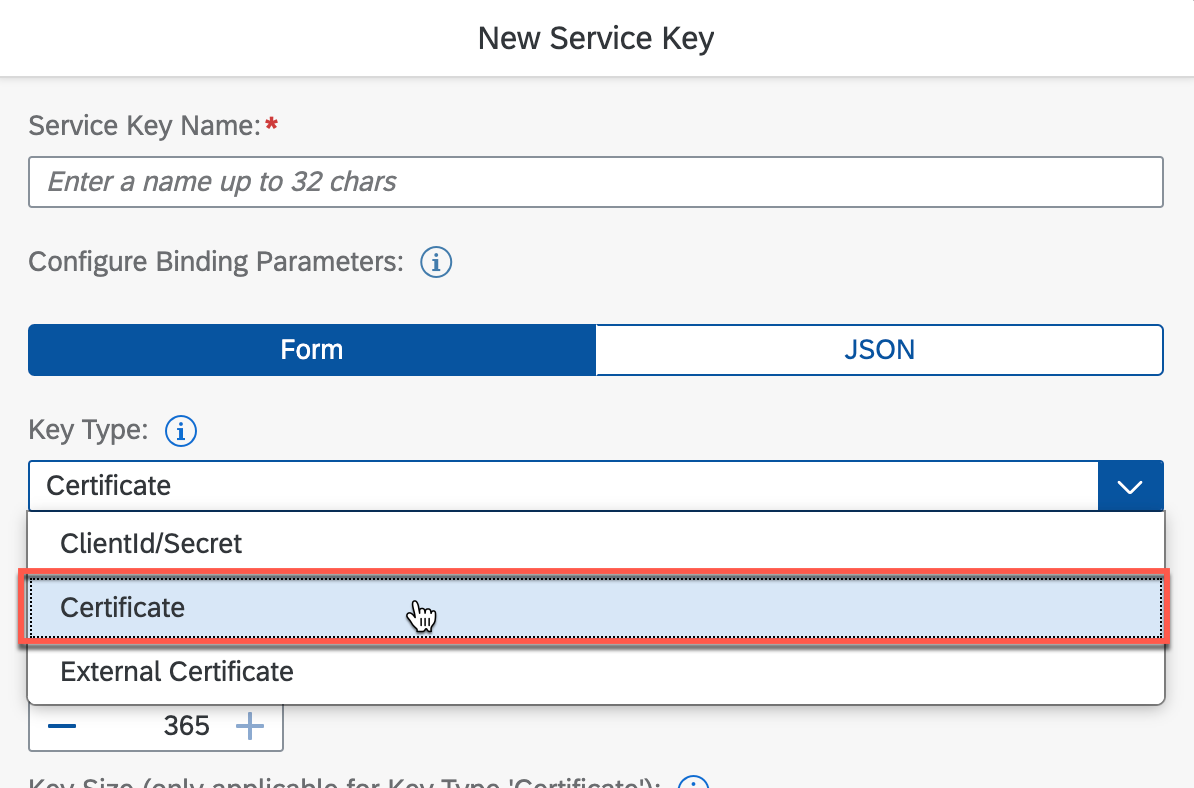 New Service Key
Service Key Name:*
Enter a name up to 32 chars
Configure Binding Parameters:
Form
JSON
Key Type:
Certificate
ClientId/Secret
Certificate
External Certificate
365
Key Size (only applicable for Key Type 'Certificate'):